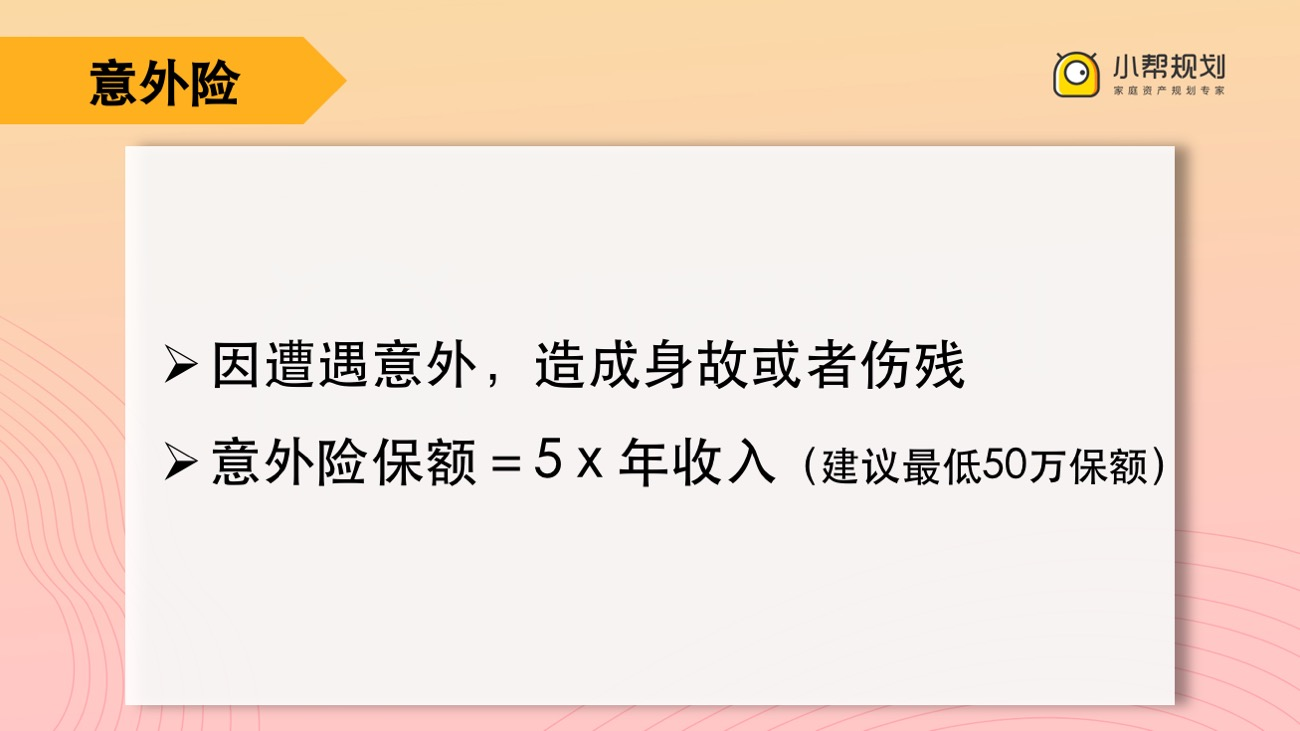 意外险
小帮规划
家庭资产规划专家
➢因遭遇意外，造成身故或者伤残
➢意外险保额 = 5 x 年收入（建议最低50万保额）